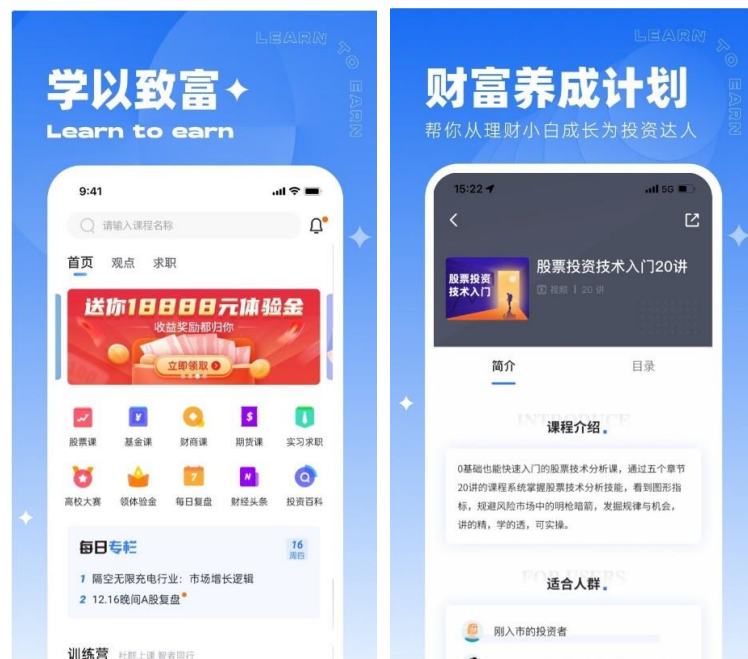 LEARN TO EARN
学以致富
Learn to earn
9:41
请输入课程名称
首页 观点 求职
送你18888元体验金
收益奖励都归你
立即领取
股票课 基金课 财商课 期货课 实习求职
高校大赛 领体验金 每日复盘 财经头条 投资百科
每日专栏
16
周四
1 隔空无限充电行业：市场增长逻辑
2 12.16晚间A股复盘
训练营 社群上课 智者同行
LEARN TO EARN
财富养成计划
帮你从理财小白成长为投资达人
15:22
5G
股票投资
技术入门
股票投资技术入门20讲
视频 | 20 讲
简介 目录
INTRODUCE
课程介绍
0基础也能快速入门的股票技术分析课，通过五个章节
20讲的课程系统掌握股票技术分析技能，看到图形指
标，规避风险市场中的明枪暗箭，发掘规律与机会，
讲的精，学的透，可实操。
FOR USERS
适合人群
刚入市的投资者